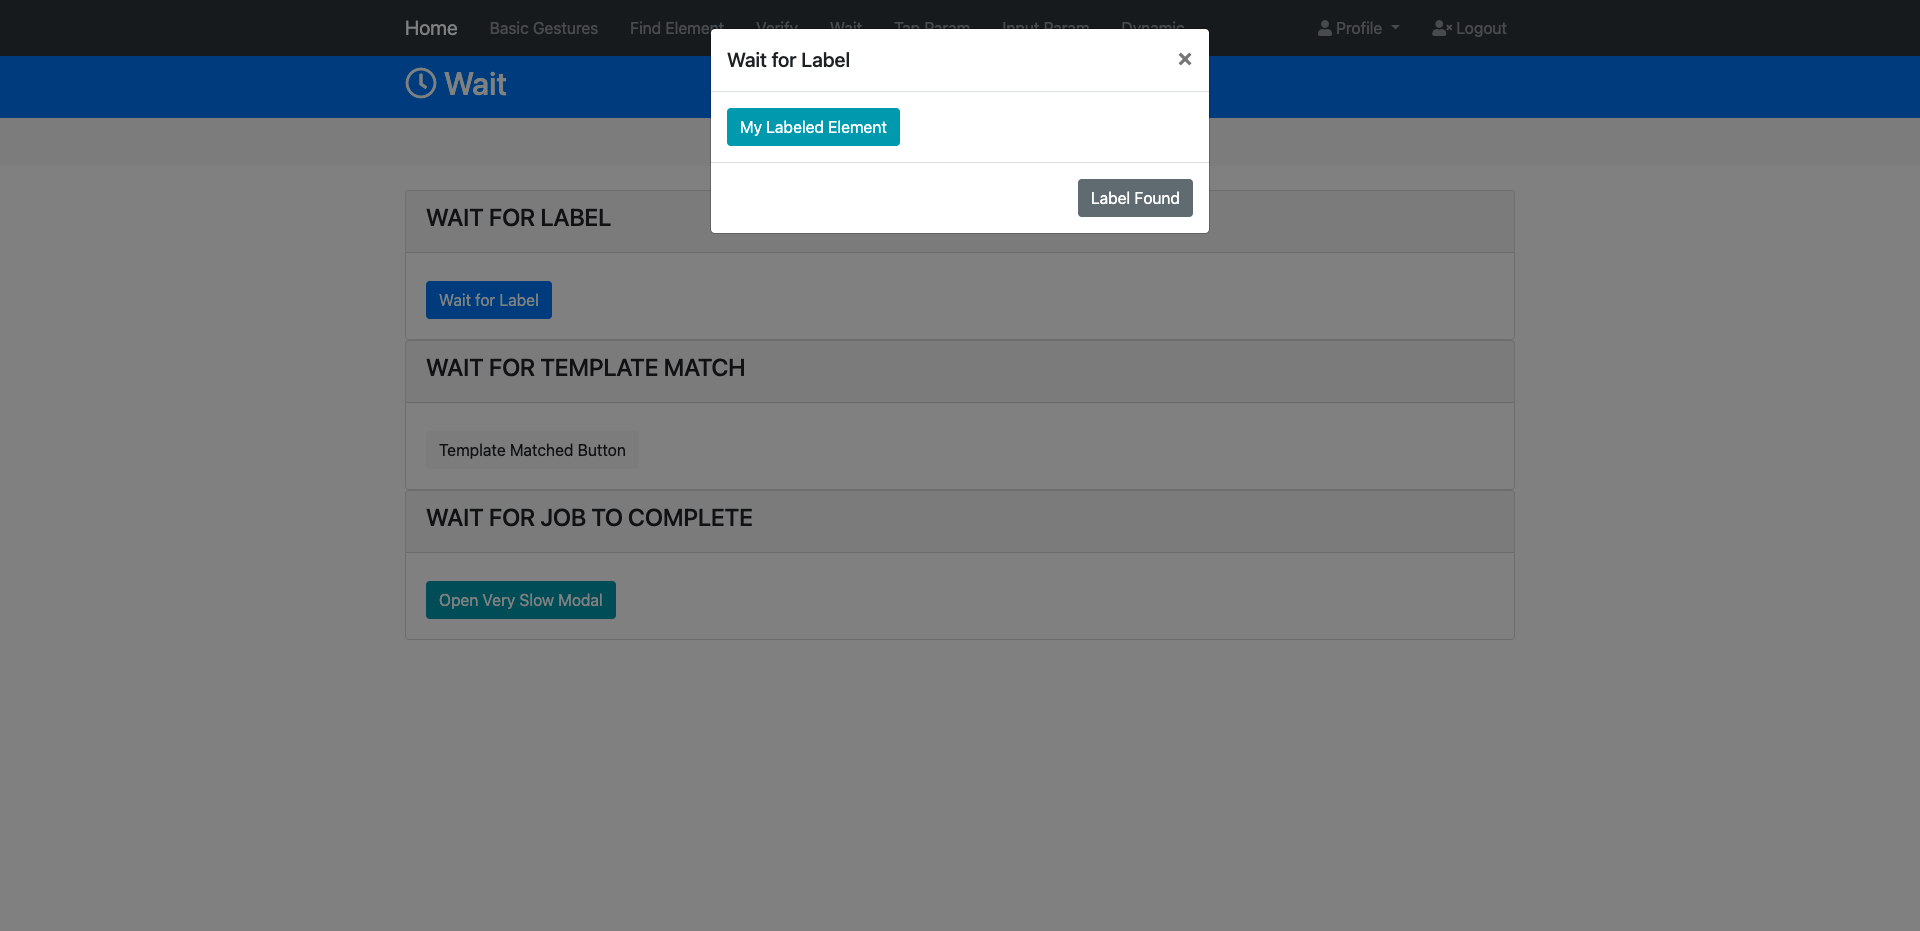 Home Basic Gestures Find Element Verify Wait Tap Param Input Param Dynamic Profile Logout
Wait
Wait for Label ×
My Labeled Element
Label Found
WAIT FOR LABEL
Wait for Label
WAIT FOR TEMPLATE MATCH
Template Matched Button
WAIT FOR JOB TO COMPLETE
Open Very Slow Modal